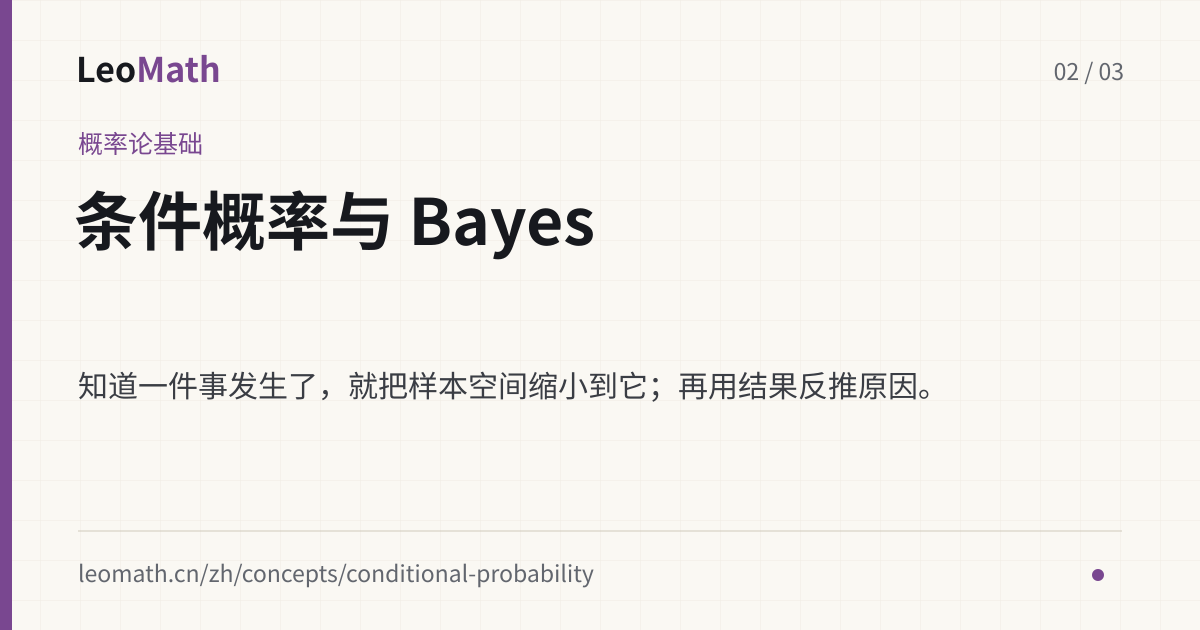 LeoMath
02 / 03
概率论基础
条件概率与 Bayes
知道一件事发生了，就把样本空间缩小到它；再用结果反推原因。
leomath.cn/zh/concepts/conditional-probability